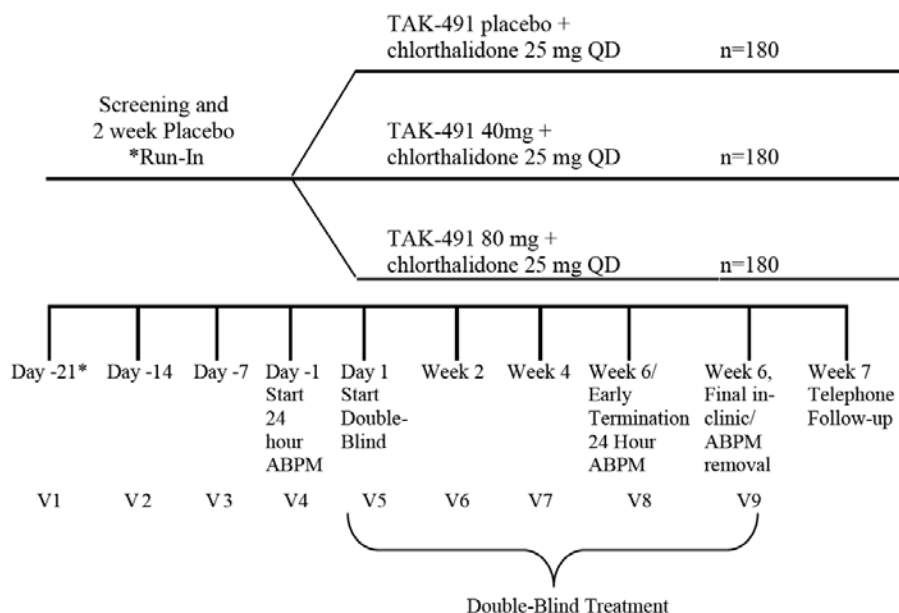 TAK-491 placebo +
chlorthalidone 25 mg QD n=180
Screening and
2 week Placebo
*Run-In
TAK-491 40mg +
chlorthalidone 25 mg QD n=180
TAK-491 80 mg +
chlorthalidone 25 mg QD n=180
Day -21*
Day -14
Day -7
Day -1
Start
24
hour
ABPM
Day 1
Start
Double-
Blind
Week 2
Week 4
Week 6/
Early
Termination
24 Hour
ABPM
Week 6,
Final in-
clinic/
ABPM
removal
Week 7
Telephone
Follow-up
V1 V2 V3 V4 V5 V6 V7 V8 V9
Double-Blind Treatment